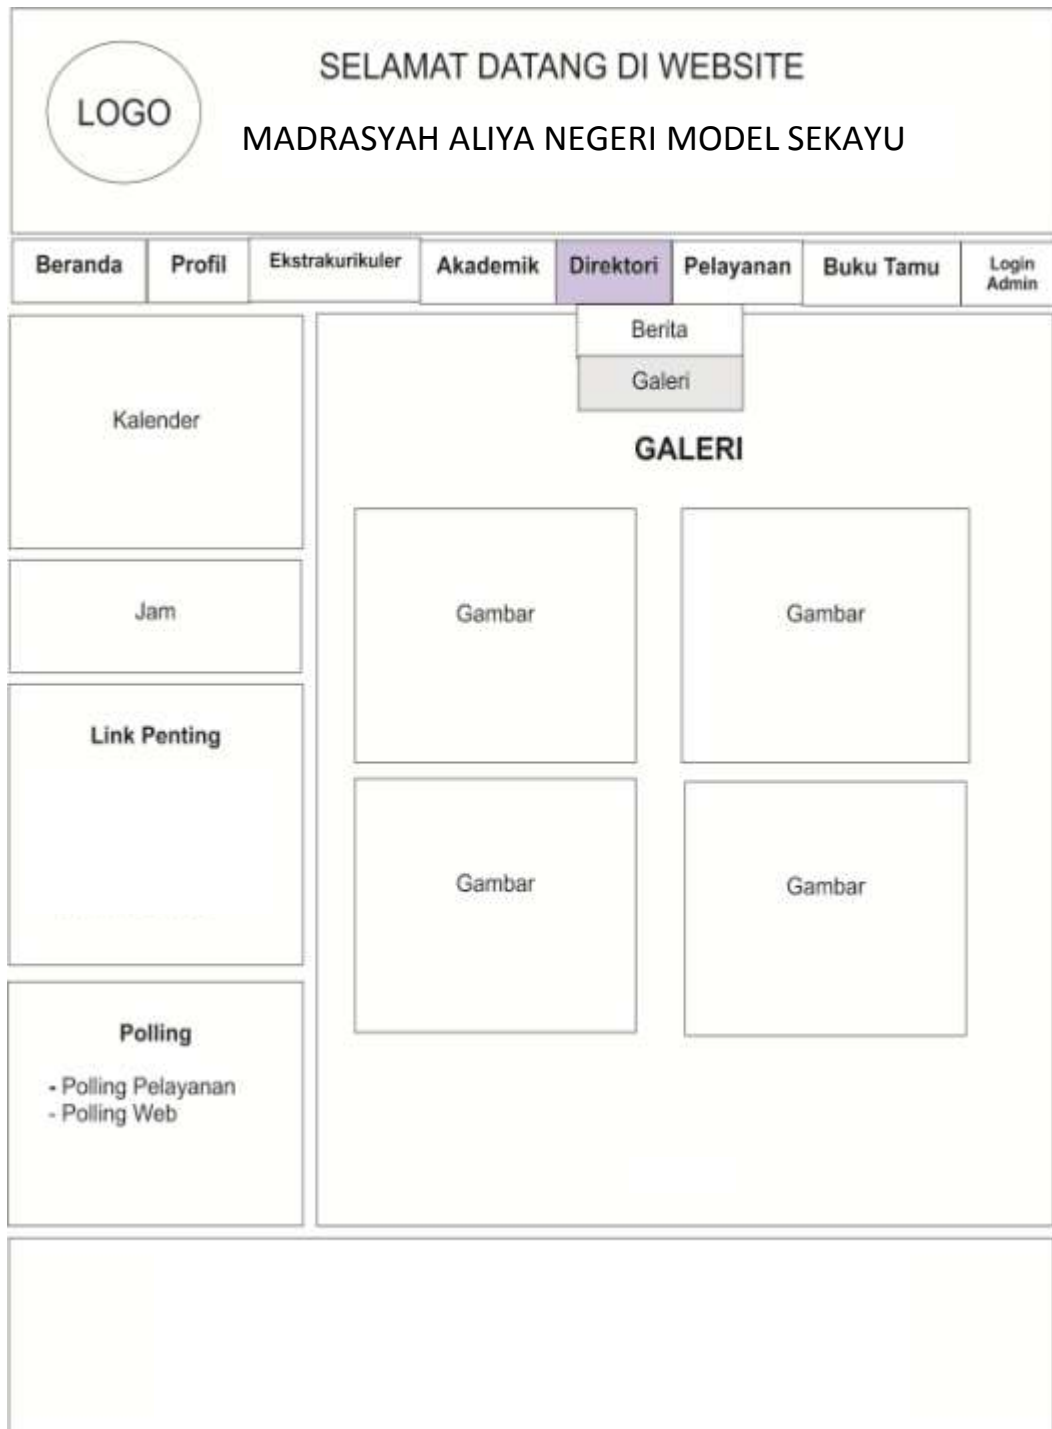 LOGO
SELAMAT DATANG DI WEBSITE
MADRASYAH ALIYA NEGERI MODEL SEKAYU
Beranda
Profil
Ekstrakurikuler
Akademik
Direktori
Pelayanan
Buku Tamu
Login
Admin
Berita
Galeri
Kalender
Jam
Link Penting
Polling
- Polling Pelayanan
- Polling Web
GALERI
Gambar
Gambar
Gambar
Gambar